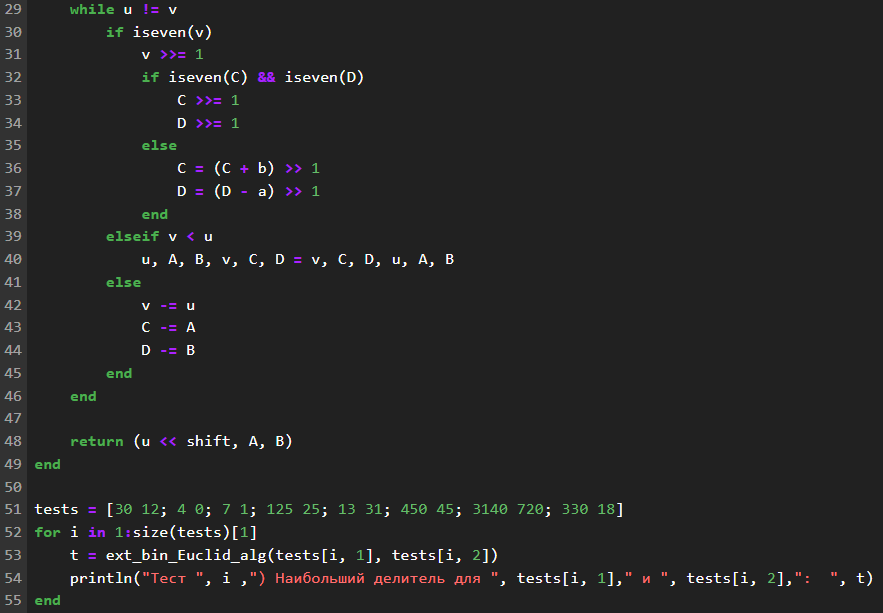 29     while u != v
30         if iseven(v)
31             v >>= 1
32             if iseven(C) && iseven(D)
33                 C >>= 1
34                 D >>= 1
35             else
36                 C = (C + b) >> 1
37                 D = (D - a) >> 1
38             end
39         elseif v < u
40             u, A, B, v, C, D = v, C, D, u, A, B
41         else
42             v -= u
43             C -= A
44             D -= B
45         end
46     end
47
48     return (u << shift, A, B)
49 end
50
51 tests = [30 12; 4 0; 7 1; 125 25; 13 31; 450 45; 3140 720; 330 18]
52 for i in 1:size(tests)[1]
53     t = ext_bin_Euclid_alg(tests[i, 1], tests[i, 2])
54     println("Тест ", i ,") Наибольший делитель для ", tests[i, 1]," и ", tests[i, 2],":  ", t)
55 end